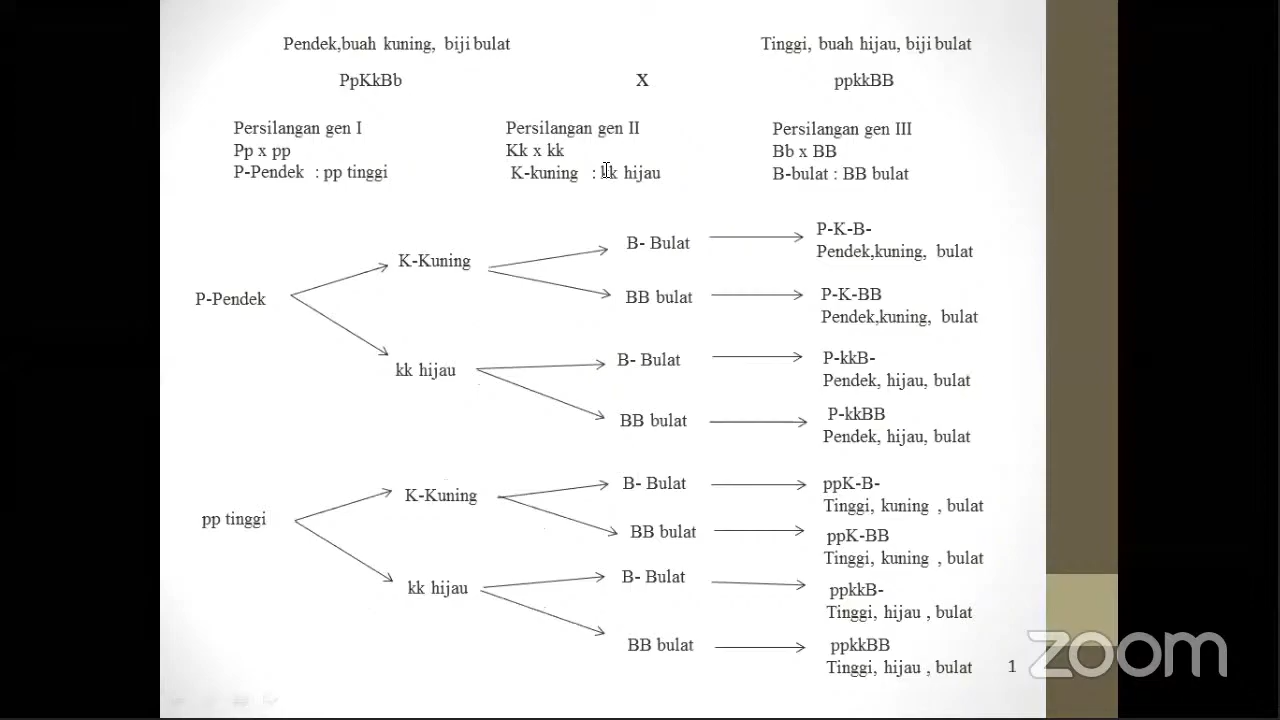 Pendek,buah kuning, biji bulat
Tinggi, buah hijau, biji bulat
PpKkBb X ppkkBB
Persilangan gen I
Pp x pp
P-Pendek : pp tinggi
Persilangan gen II
Kk x kk
K-kuning : kk hijau
Persilangan gen III
Bb x BB
B-bulat : BB bulat
P-Pendek
K-Kuning
B- Bulat
P-K-B-
Pendek,kuning, bulat
BB bulat
P-K-BB
Pendek,kuning, bulat
kk hijau
B- Bulat
P-kkB-
Pendek, hijau, bulat
BB bulat
P-kkBB
Pendek, hijau, bulat
pp tinggi
K-Kuning
B- Bulat
ppK-B-
Tinggi, kuning , bulat
BB bulat
ppK-BB
Tinggi, kuning , bulat
kk hijau
B- Bulat
ppkkB-
Tinggi, hijau , bulat
BB bulat
ppkkBB
Tinggi, hijau , bulat
1
zoom